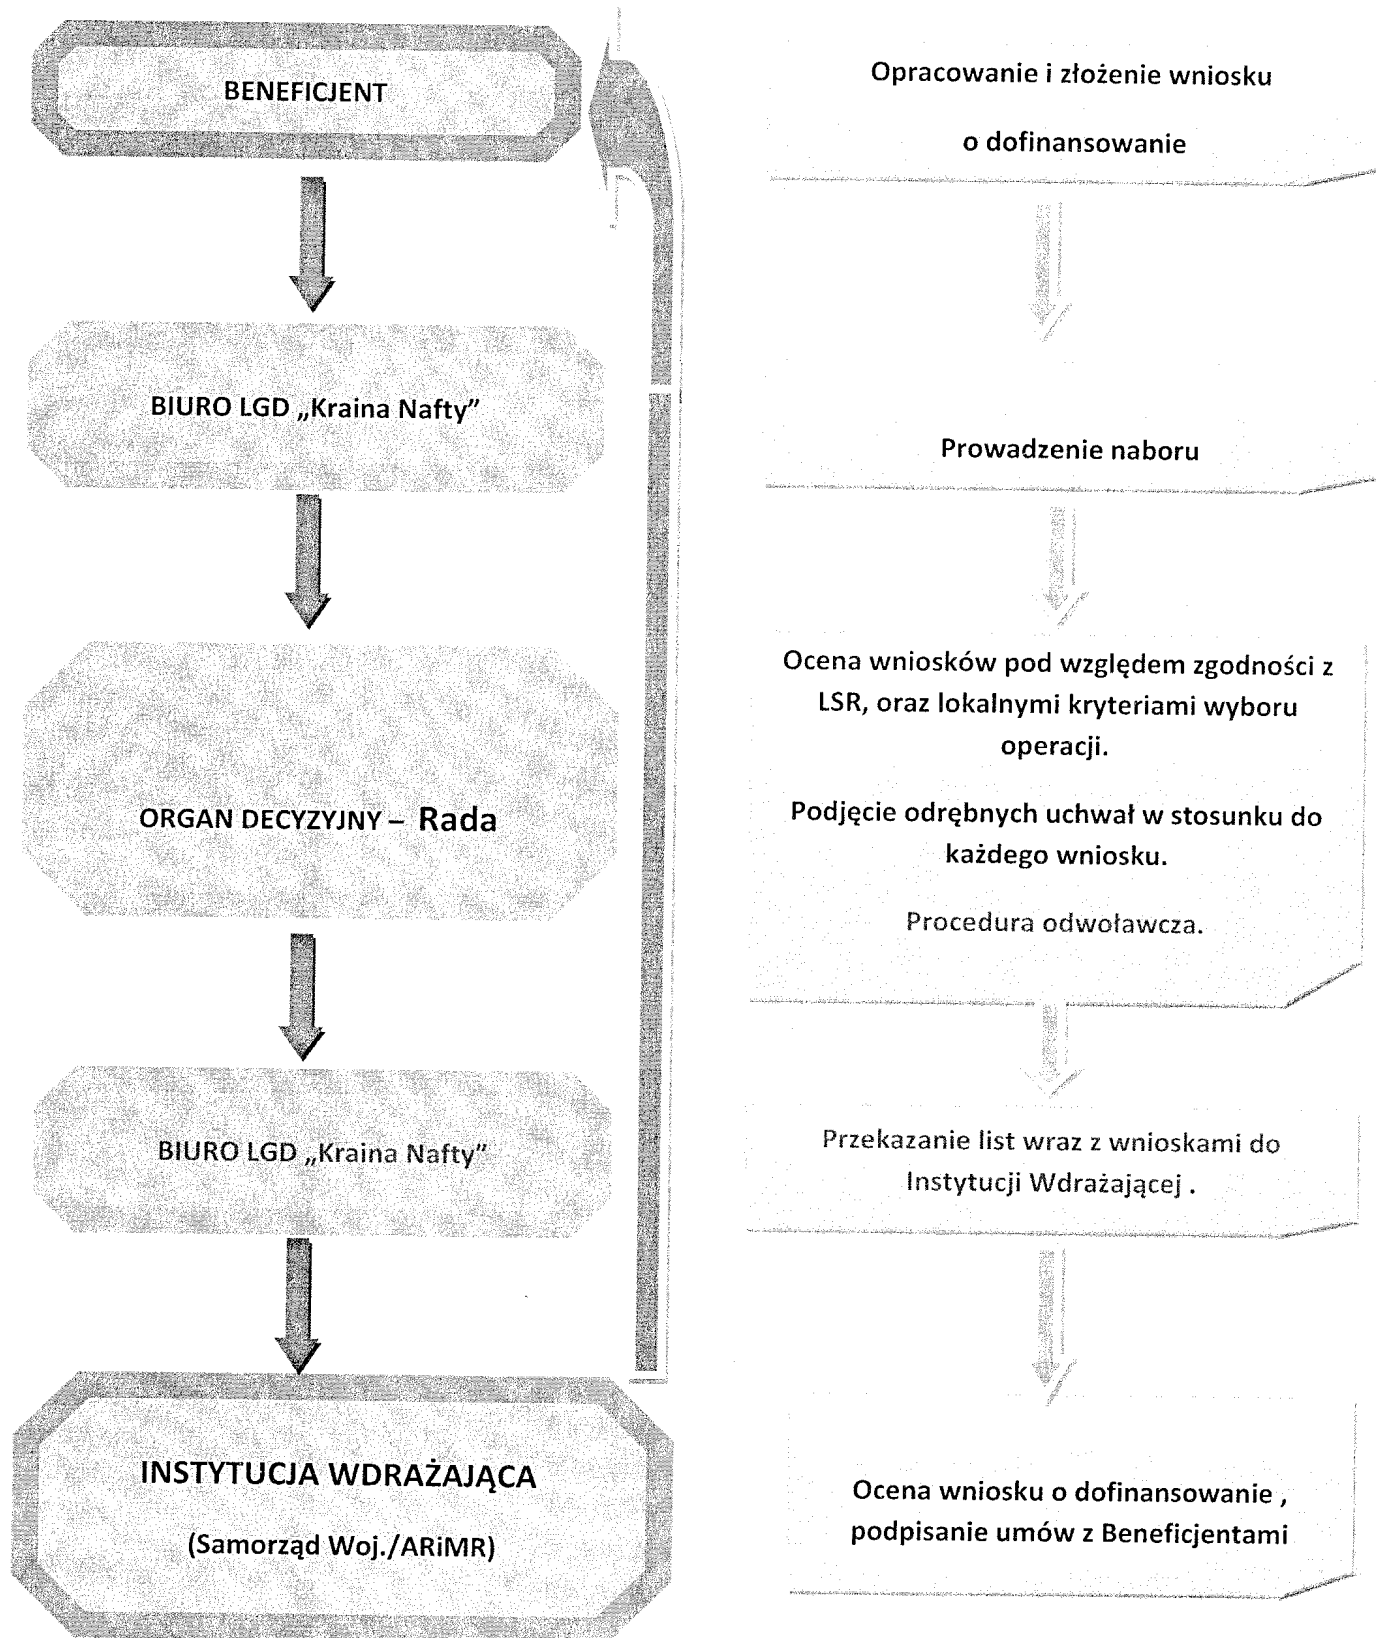 BENEFICJENT
Opracowanie i złożenie wniosku
o dofinansowanie
BIURO LGD „Kraina Nafty”
Prowadzenie naboru
ORGAN DECYZYJNY – Rada
Ocena wniosków pod względem zgodności z
LSR, oraz lokalnymi kryteriami wyboru
operacji.
Podjęcie odrębnych uchwał w stosunku do
każdego wniosku.
Procedura odwoławcza.
BIURO LGD „Kraina Nafty”
Przekazanie list wraz z wnioskami do
Instytucji Wdrażającej .
INSTYTUCJA WDRAŻAJĄCA
(Samorząd Woj./ARiMR)
Ocena wniosku o dofinansowanie ,
podpisanie umów z Beneficjentami